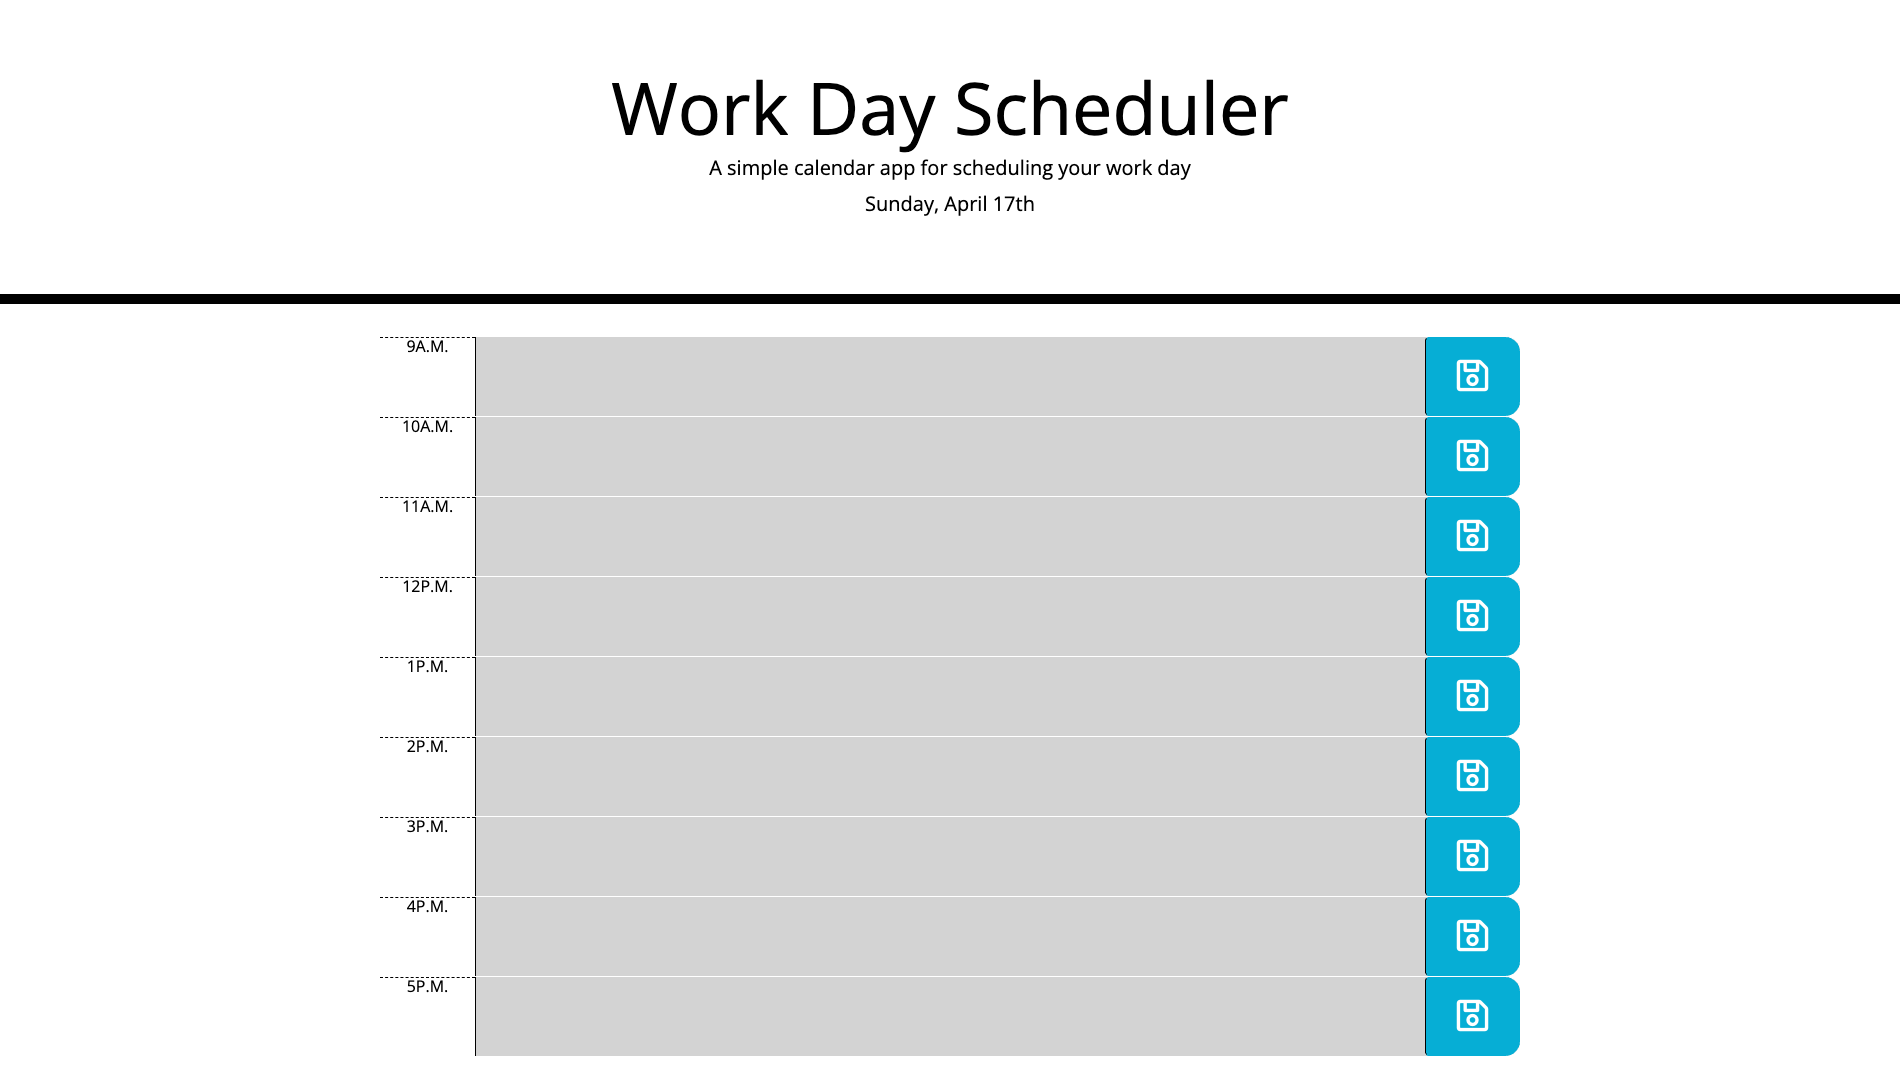 Work Day Scheduler
A simple calendar app for scheduling your work day
Sunday, April 17th
9A.M.
10A.M.
11A.M.
12P.M.
1P.M.
2P.M.
3P.M.
4P.M.
5P.M.